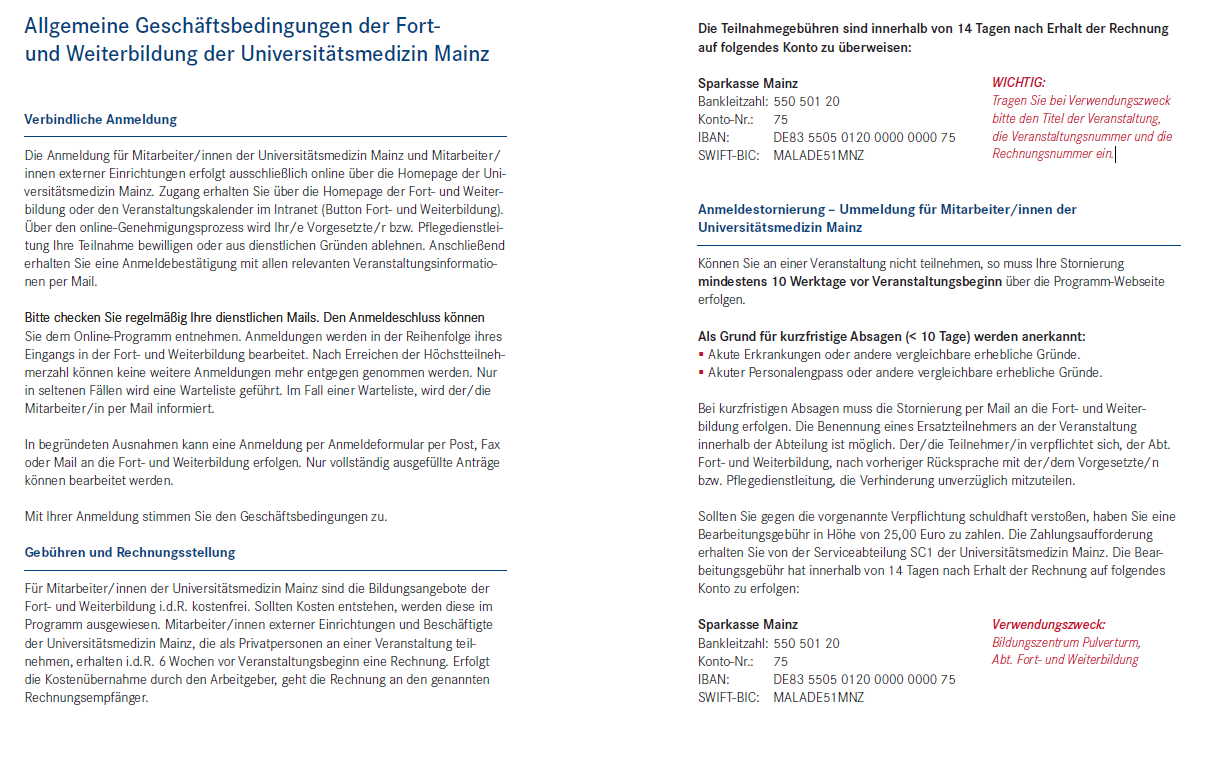 Allgemeine Geschäftsbedingungen der Fort-
und Weiterbildung der Universitätsmedizin Mainz
Verbindliche Anmeldung
Die Anmeldung für Mitarbeiter/innen der Universitätsmedizin Mainz und Mitarbeiter/
innen externer Einrichtungen erfolgt ausschließlich online über die Homepage der Uni-
versitätsmedizin Mainz. Zugang erhalten Sie über die Homepage der Fort- und Weiter-
bildung oder den Veranstaltungskalender im Intranet (Button Fort- und Weiterbildung).
Über den online-Genehmigungsprozess wird Ihr/e Vorgesetzte/r bzw. Pflegedienstlei-
tung Ihre Teilnahme bewilligen oder aus dienstlichen Gründen ablehnen. Anschließend
erhalten Sie eine Anmeldebestätigung mit allen relevanten Veranstaltungsinformatio-
nen per Mail.
Bitte checken Sie regelmäßig Ihre dienstlichen Mails. Den Anmeldeschluss können
Sie dem Online-Programm entnehmen. Anmeldungen werden in der Reihenfolge ihres
Eingangs in der Fort- und Weiterbildung bearbeitet. Nach Erreichen der Höchstteilneh-
merzahl können keine weitere Anmeldungen mehr entgegen genommen werden. Nur
in seltenen Fällen wird eine Warteliste geführt. Im Fall einer Warteliste, wird der/die
Mitarbeiter/in per Mail informiert.
In begründeten Ausnahmen kann eine Anmeldung per Anmeldeformular per Post, Fax
oder Mail an die Fort- und Weiterbildung erfolgen. Nur vollständig ausgefüllte Anträge
können bearbeitet werden.
Mit Ihrer Anmeldung stimmen Sie den Geschäftsbedingungen zu.
Gebühren und Rechnungsstellung
Für Mitarbeiter/innen der Universitätsmedizin Mainz sind die Bildungsangebote der
Fort- und Weiterbildung i.d.R. kostenfrei. Sollten Kosten entstehen, werden diese im
Programm ausgewiesen. Mitarbeiter/innen externer Einrichtungen und Beschäftigte
der Universitätsmedizin Mainz, die als Privatpersonen an einer Veranstaltung teil-
nehmen, erhalten i.d.R. 6 Wochen vor Veranstaltungsbeginn eine Rechnung. Erfolgt
die Kostenübernahme durch den Arbeitgeber, geht die Rechnung an den genannten
Rechnungsempfänger.
Die Teilnahmegebühren sind innerhalb von 14 Tagen nach Erhalt der Rechnung
auf folgendes Konto zu überweisen:
Sparkasse Mainz
Bankleitzahl: 550 501 20
Konto-Nr.: 75
IBAN: DE83 5505 0120 0000 0000 75
SWIFT-BIC: MALADE51MNZ
WICHTIG:
Tragen Sie bei Verwendungszweck
bitte den Titel der Veranstaltung,
die Veranstaltungsnummer und die
Rechnungsnummer ein.
Anmeldestornierung – Ummeldung für Mitarbeiter/innen der
Universitätsmedizin Mainz
Können Sie an einer Veranstaltung nicht teilnehmen, so muss Ihre Stornierung
mindestens 10 Werktage vor Veranstaltungsbeginn über die Programm-Webseite
erfolgen.
Als Grund für kurzfristige Absagen (< 10 Tage) werden anerkannt:
▪ Akute Erkrankungen oder andere vergleichbare erhebliche Gründe.
▪ Akuter Personalengpass oder andere vergleichbare erhebliche Gründe.
Bei kurzfristigen Absagen muss die Stornierung per Mail an die Fort- und Weiter-
bildung erfolgen. Die Benennung eines Ersatzteilnehmers an der Veranstaltung
innerhalb der Abteilung ist möglich. Der/die Teilnehmer/in verpflichtet sich, der Abt.
Fort- und Weiterbildung, nach vorheriger Rücksprache mit der/dem Vorgesetzte/n
bzw. Pflegedienstleitung, die Verhinderung unverzüglich mitzuteilen.
Sollten Sie gegen die vorgenannte Verpflichtung schuldhaft verstoßen, haben Sie eine
Bearbeitungsgebühr in Höhe von 25,00 Euro zu zahlen. Die Zahlungsaufforderung
erhalten Sie von der Serviceabteilung SC1 der Universitätsmedizin Mainz. Die Bear-
beitungsgebühr hat innerhalb von 14 Tagen nach Erhalt der Rechnung auf folgendes
Konto zu erfolgen:
Sparkasse Mainz
Bankleitzahl: 550 501 20
Konto-Nr.: 75
IBAN: DE83 5505 0120 0000 0000 75
SWIFT-BIC: MALADE51MNZ
Verwendungszweck:
Bildungszentrum Pulverturm,
Abt. Fort- und Weiterbildung